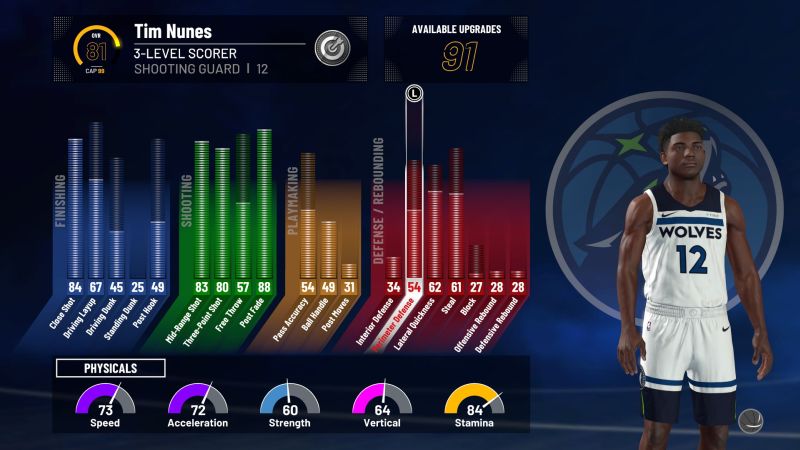 OVR
81
CAP 99
Tim Nunes
3-LEVEL SCORER
SHOOTING GUARD | 12
AVAILABLE UPGRADES
91
L
FINISHING
84 67 45 25 49
Close Shot
Driving Layup
Driving Dunk
Standing Dunk
Post Hook
SHOOTING
83 80 57 88
Mid-Range Shot
Three-Point Shot
Free Throw
Post Fade
PLAYMAKING
54 49 31
Pass Accuracy
Ball Handle
Post Moves
DEFENSE / REBOUNDING
34 54 62 61 27 28 28
Interior Defense
Perimeter Defense
Lateral Quickness
Steal
Block
Offensive Rebound
Defensive Rebound
WOLVES
12
PHYSICALS
73 72 60 64 84
Speed Acceleration Strength Vertical Stamina